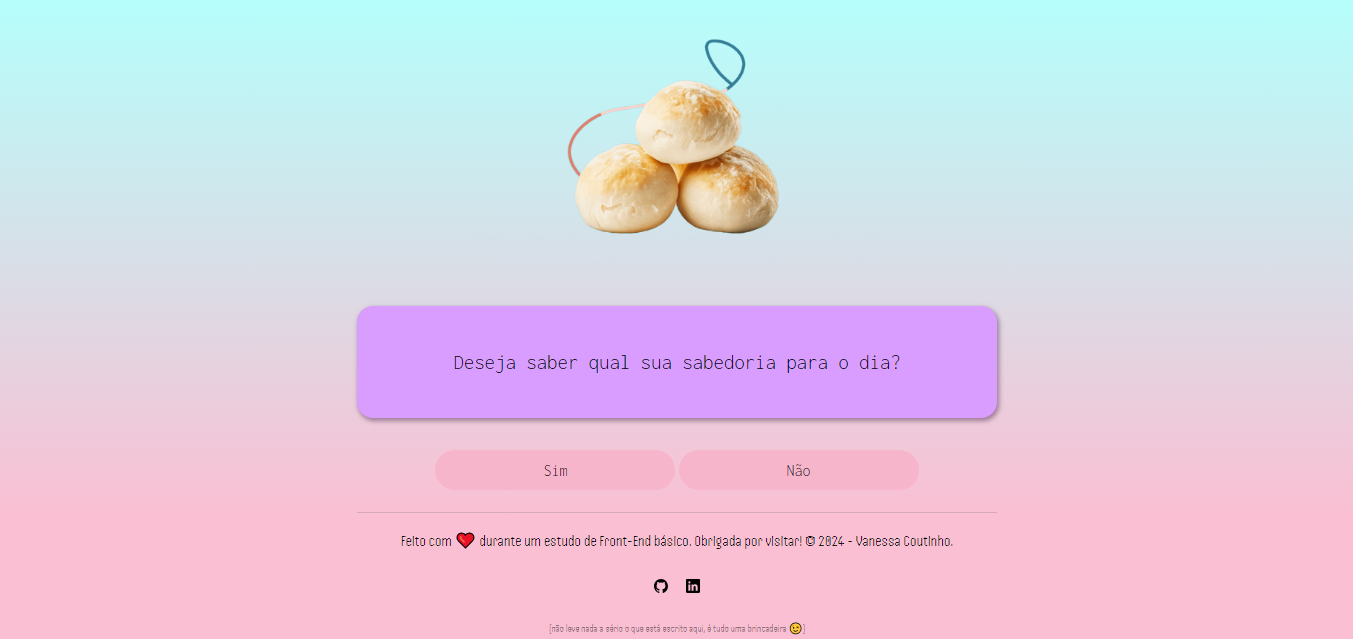 Deseja saber qual sua sabedoria para o dia?
Sim
Não
Feito com ❤️ durante um estudo de Front-End básico. Obrigada por visitar! © 2024 - Vanessa Coutinho.
in
[não leve nada a sério o que está escrito aqui, é tudo uma brincadeira 😉]